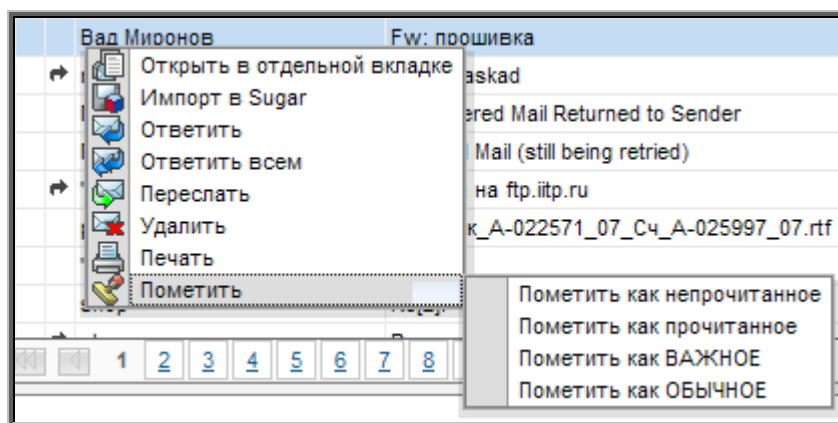 Вад Миронов Fw: прошивка
Открыть в отдельной вкладке askad
Импорт в Sugar ered Mail Returned to Sender
Ответить
Ответить всем Mail (still being retried)
Переслать на ftp.iitp.ru
Удалить к_А-022571_07_Сч_А-025997_07.rtf
Печать
Пометить
Пометить как непрочитанное
Пометить как прочитанное
Пометить как ВАЖНОЕ
Пометить как ОБЫЧНОЕ
1 2 3 4 5 6 7 8